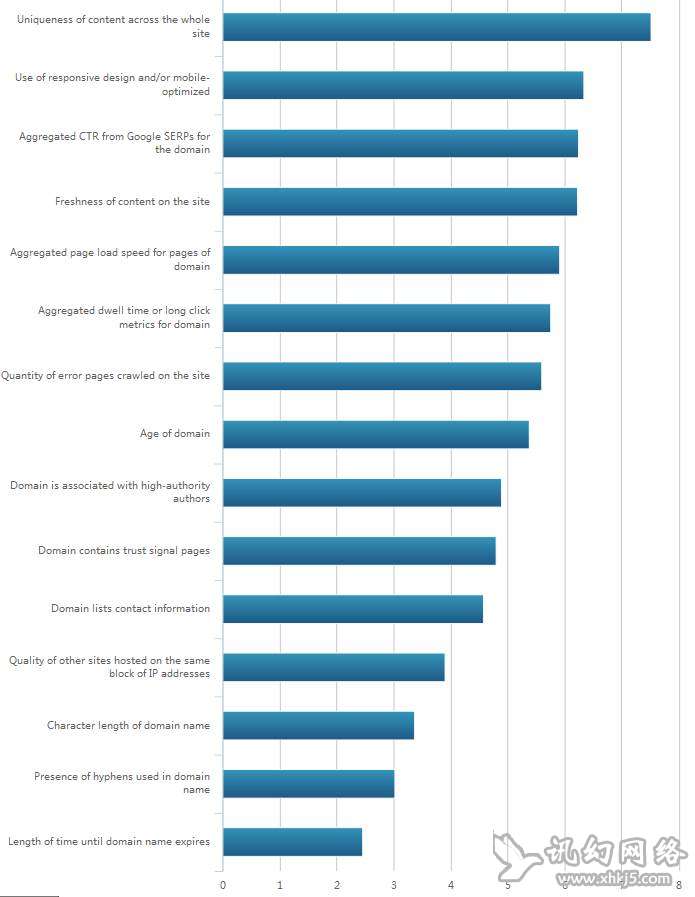 Uniqueness of content across the whole
site
Use of responsive design and/or mobile-
optimized
Aggregated CTR from Google SERPs for
the domain
Freshness of content on the site
Aggregated page load speed for pages of
domain
Aggregated dwell time or long click
metrics for domain
Quantity of error pages crawled on the site
Age of domain
Domain is associated with high-authority
authors
Domain contains trust signal pages
Domain lists contact information
Quality of other sites hosted on the same
block of IP addresses
Character length of domain name
Presence of hyphens used in domain
name
Length of time until domain name expires
0 1 2 3 4 5 6 7 8
讯幻网络
www.xhkj5.com